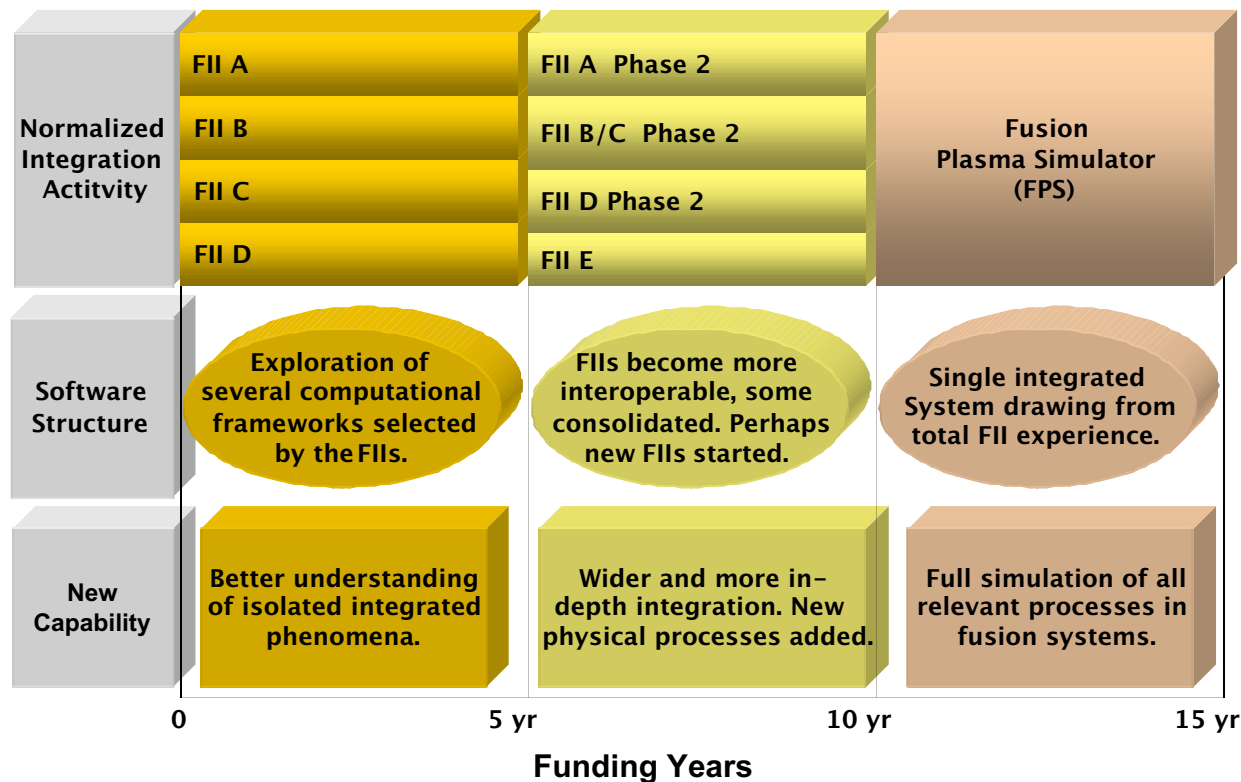 Normalized
Integration
Actitvity
FII A
FII B
FII C
FII D
FII A Phase 2
FII B/C Phase 2
FII D Phase 2
FII E
Fusion
Plasma Simulator
(FPS)
Software
Structure
Exploration of
several computational
frameworks selected
by the FIIs.
FIIs become more
interoperable, some
consolidated. Perhaps
new FIIs started.
Single integrated
System drawing from
total FII experience.
New
Capability
Better understanding
of isolated integrated
phenomena.
Wider and more in-
depth integration. New
physical processes added.
Full simulation of all
relevant processes in
fusion systems.
0
5 yr
10 yr
15 yr
Funding Years